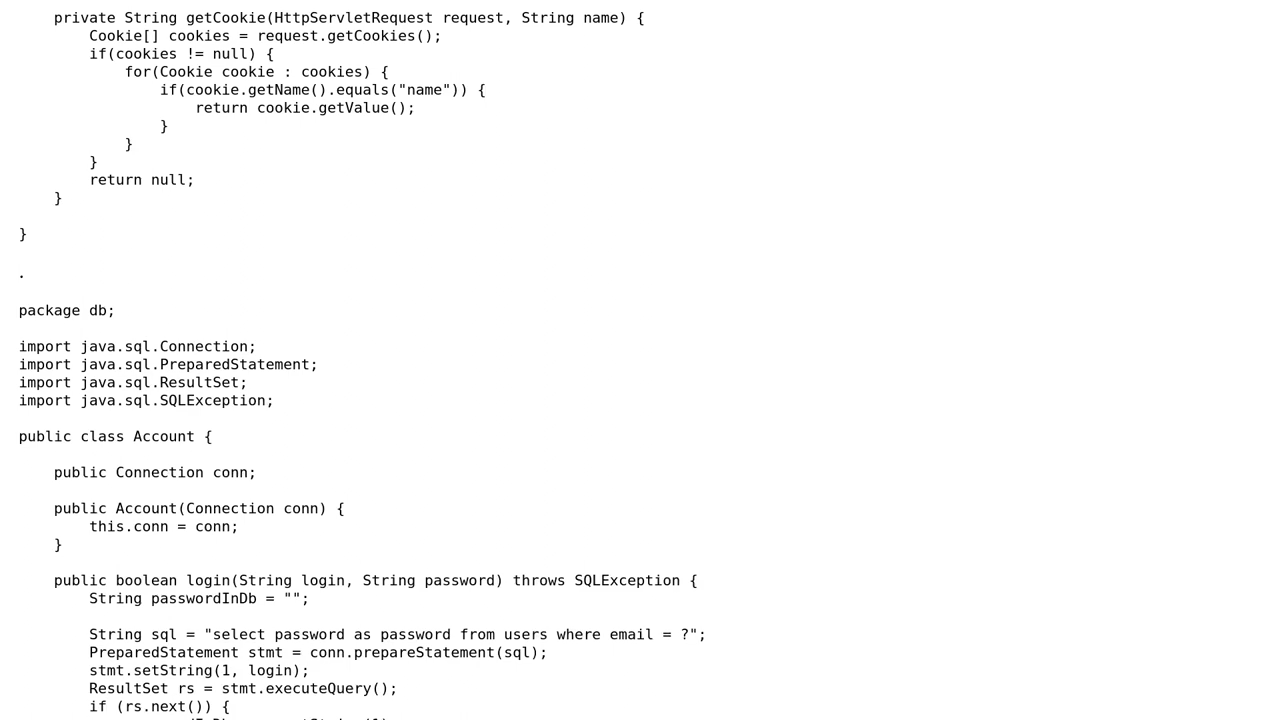 private String getCookie(HttpServletRequest request, String name) {
Cookie[] cookies = request.getCookies();
if(cookies != null) {
for(Cookie cookie : cookies) {
if(cookie.getName().equals("name")) {
return cookie.getValue();
}
}
}
return null;
}
}
.
package db;
import java.sql.Connection;
import java.sql.PreparedStatement;
import java.sql.ResultSet;
import java.sql.SQLException;
public class Account {
public Connection conn;
public Account(Connection conn) {
this.conn = conn;
}
public boolean login(String login, String password) throws SQLException {
String passwordInDb = "";
String sql = "select password as password from users where email = ?";
PreparedStatement stmt = conn.prepareStatement(sql);
stmt.setString(1, login);
ResultSet rs = stmt.executeQuery();
if (rs.next()) {